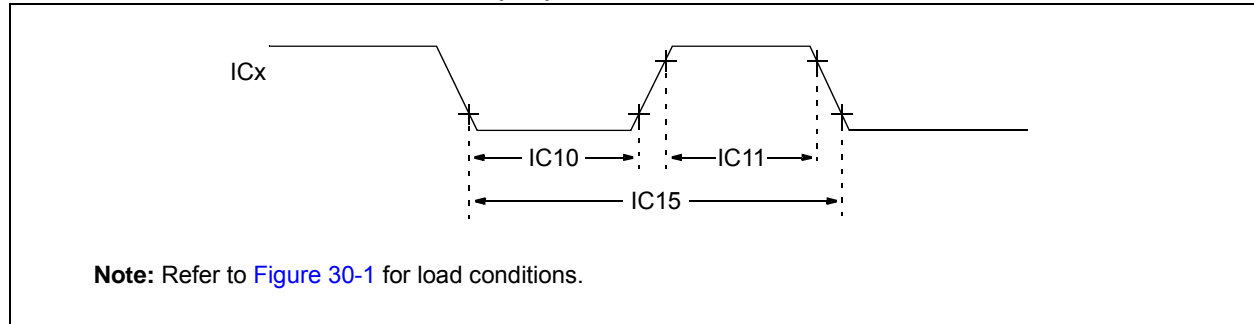 ICx
IC10
IC11
IC15
Note: Refer to Figure 30-1 for load conditions.